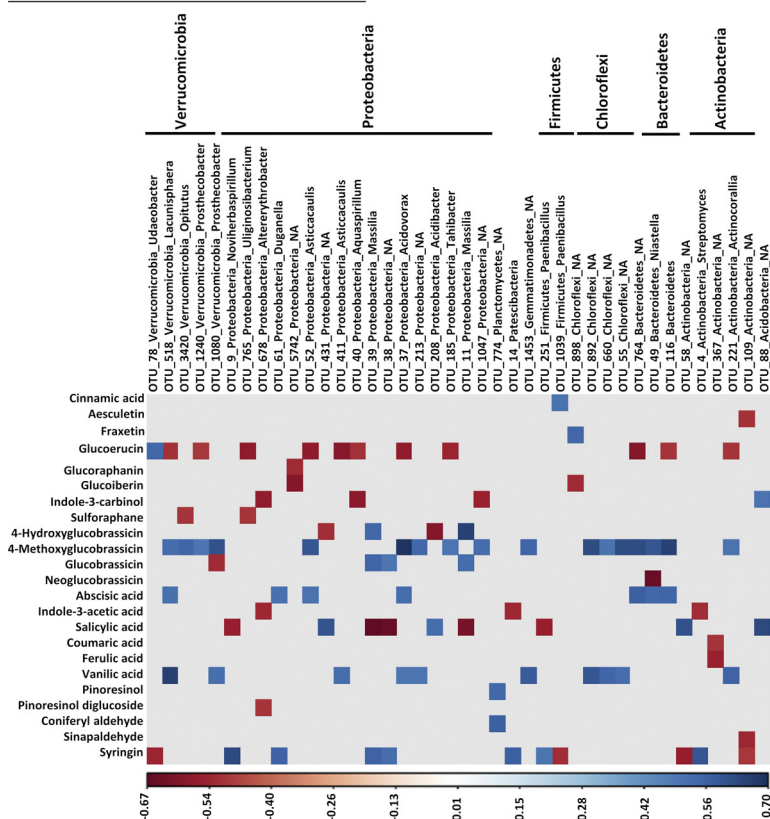 Verrucomicrobia
Proteobacteria
Firmicutes
Chloroflexi
Bacteroidetes
Actinobacteria
OTU_78_Verrucomicrobia_Udaeobacter
OTU_518_Verrucomicrobia_Lacunisphaera
OTU_3420_Verrucomicrobia_Opitutus
OTU_1240_Verrucomicrobia_Prosthecobacter
OTU_1080_Verrucomicrobia_Prosthecobacter
OTU_9_Proteobacteria_Noviherbaspirillum
OTU_765_Proteobacteria_Uliginosibacterium
OTU_678_Proteobacteria_Altererythrobacter
OTU_61_Proteobacteria_Duganella
OTU_5742_Proteobacteria_NA
OTU_52_Proteobacteria_Asticcacaulis
OTU_431_Proteobacteria_NA
OTU_411_Proteobacteria_Asticcacaulis
OTU_40_Proteobacteria_Aquaspirillum
OTU_39_Proteobacteria_Massilia
OTU_38_Proteobacteria_NA
OTU_37_Proteobacteria_Acidovorax
OTU_213_Proteobacteria_NA
OTU_208_Proteobacteria_Acidibacter
OTU_185_Proteobacteria_Tahibacter
OTU_11_Proteobacteria_Massilia
OTU_1047_Proteobacteria_NA
OTU_774_Planctomycetes_NA
OTU_14_Patescibacteria
OTU_1453_Gemmatimonadetes_NA
OTU_251_Firmicutes_Paenibacillus
OTU_1039_Firmicutes_Paenibacillus
OTU_898_Chloroflexi_NA
OTU_892_Chloroflexi_NA
OTU_660_Chloroflexi_NA
OTU_55_Chloroflexi_NA
OTU_764_Bacteroidetes_NA
OTU_49_Bacteroidetes_Niastella
OTU_116_Bacteroidetes
OTU_58_Actinobacteria_NA
OTU_4_Actinobacteria_Streptomyces
OTU_367_Actinobacteria_NA
OTU_221_Actinobacteria_Actinocorallia
OTU_109_Actinobacteria_NA
OTU_88_Acidobacteria_NA
Cinnamic acid
Aesculetin
Fraxetin
Glucoerucin
Glucoraphanin
Glucoiberin
Indole-3-carbinol
Sulforaphane
4-Hydroxyglucobrassicin
4-Methoxyglucobrassicin
Glucobrassicin
Neoglucobrassicin
Abscisic acid
Indole-3-acetic acid
Salicylic acid
Coumaric acid
Ferulic acid
Vanilic acid
Pinoresinol
Pinoresinol diglucoside
Coniferyl aldehyde
Sinapaldehyde
Syringin
-0.67
-0.54
-0.40
-0.26
-0.13
0.01
0.15
0.28
0.42
0.56
0.70